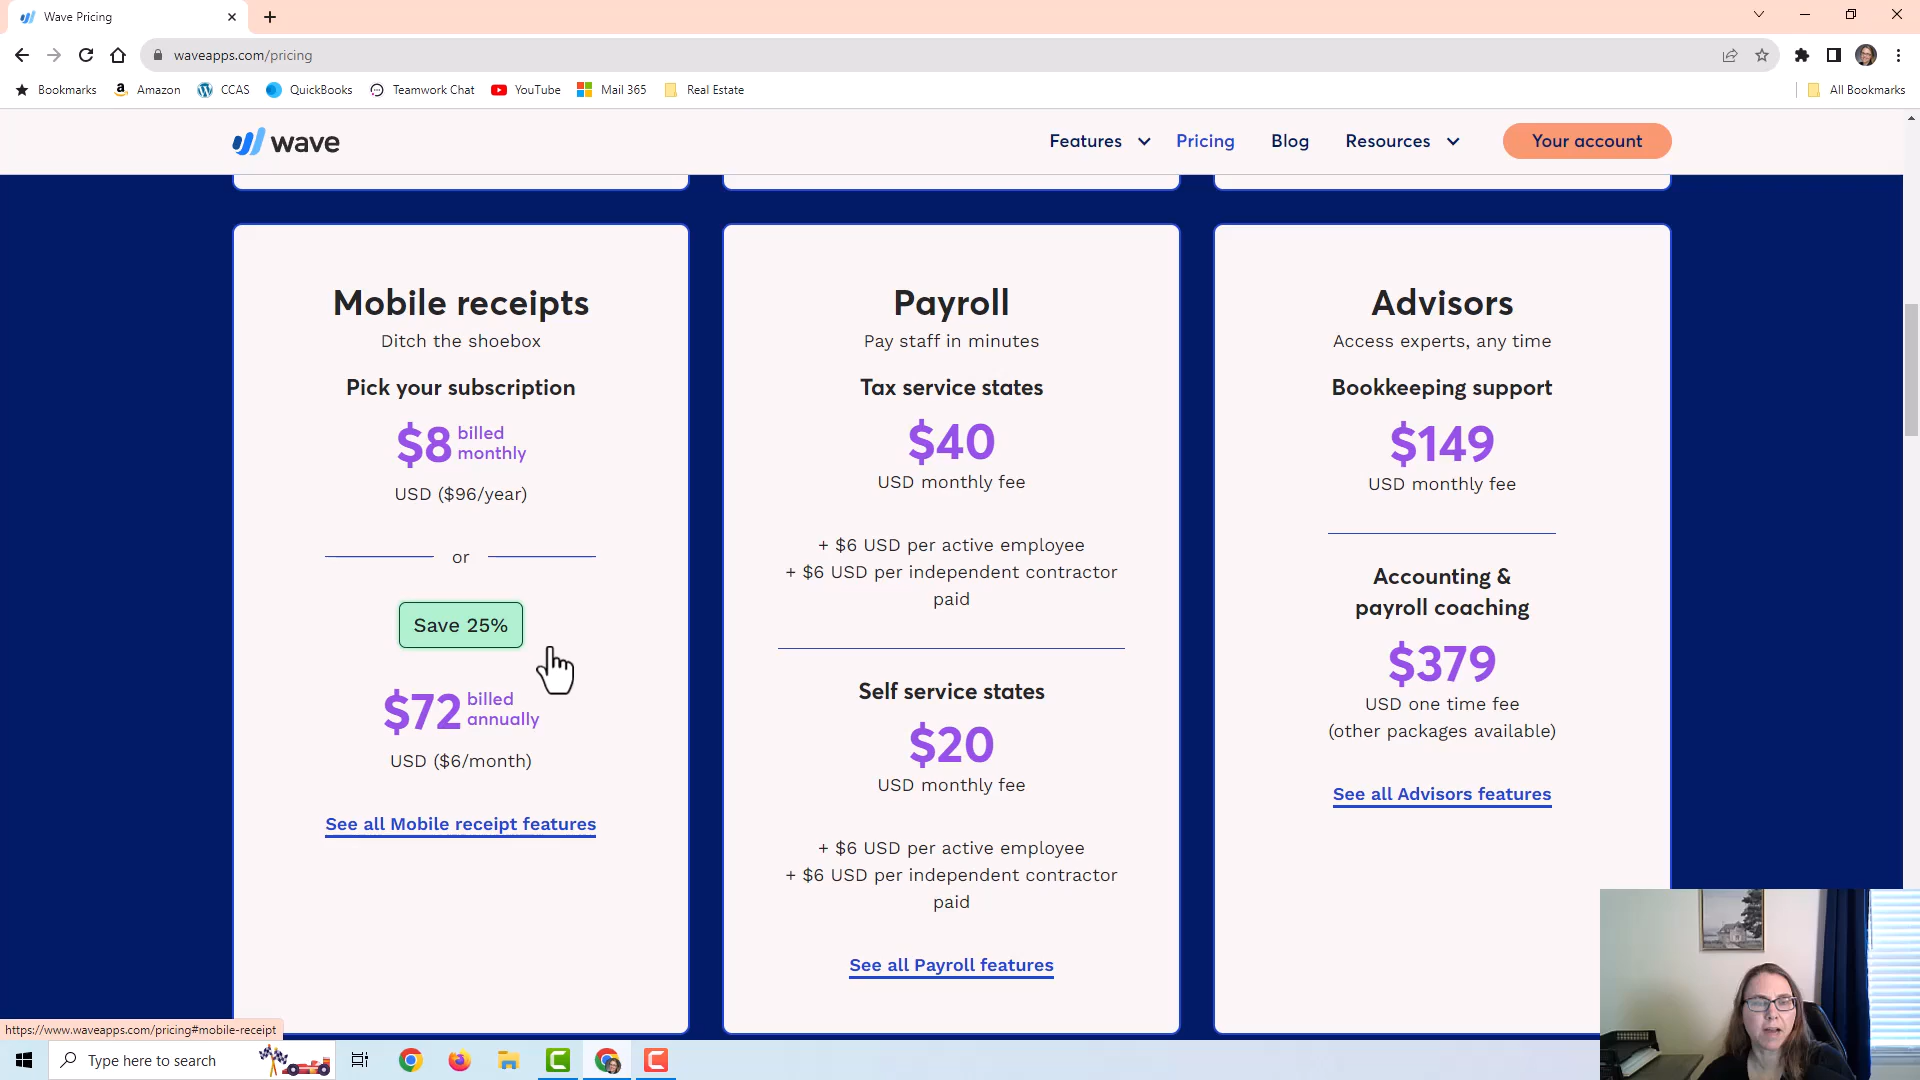 Wave Pricing
waveapps.com/pricing
Bookmarks Amazon CCAS QuickBooks Teamwork Chat YouTube Mail 365 Real Estate All Bookmarks
wave Features Pricing Blog Resources Your account
Mobile receipts
Ditch the shoebox
Pick your subscription
$8 billed
monthly
USD ($96/year)
or
Save 25%
$72 billed
annually
USD ($6/month)
See all Mobile receipt features
Payroll
Pay staff in minutes
Tax service states
$40
USD monthly fee
+ $6 USD per active employee
+ $6 USD per independent contractor
paid
Self service states
$20
USD monthly fee
+ $6 USD per active employee
+ $6 USD per independent contractor
paid
See all Payroll features
Advisors
Access experts, any time
Bookkeeping support
$149
USD monthly fee
Accounting &
payroll coaching
$379
USD one time fee
(other packages available)
See all Advisors features
https://www.waveapps.com/pricing#mobile-receipt
Type here to search